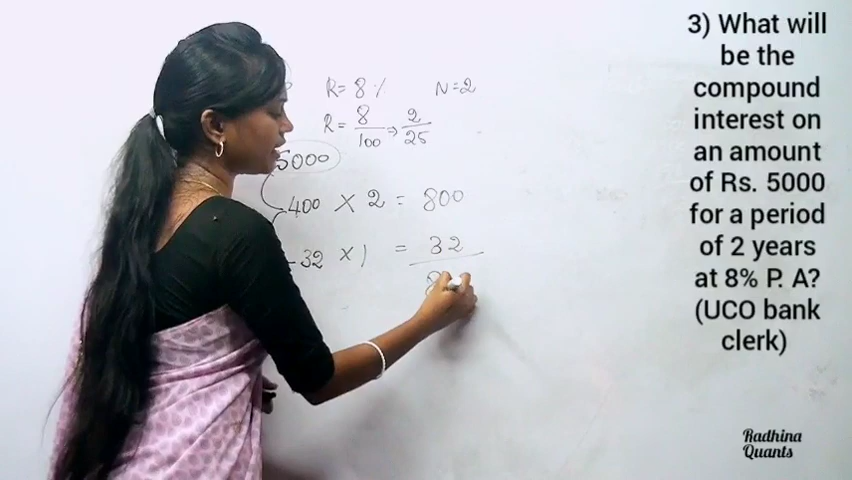 R= 8% N=2
R= 8/100 ⇒ 2/25
5000
400 × 2 = 800
32 × 1 = 32
8
3) What will
be the
compound
interest on
an amount
of Rs. 5000
for a period
of 2 years
at 8% P. A?
(UCO bank
clerk)
Radhina
Quants